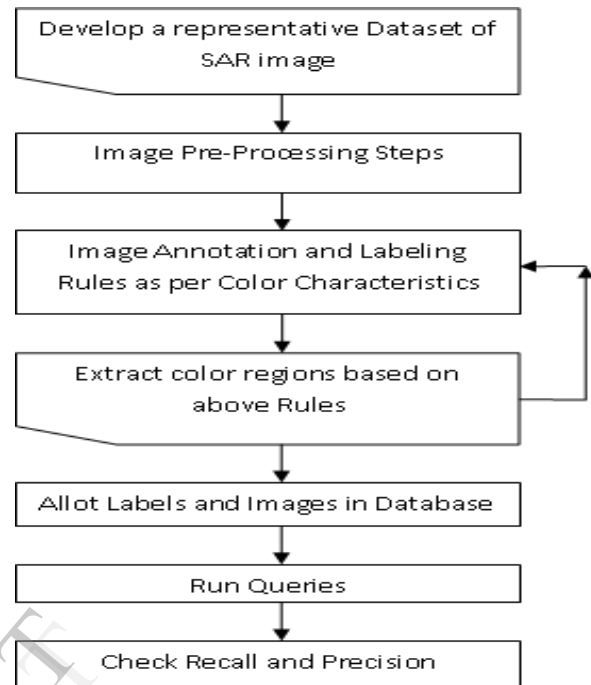 Develop a representative Dataset of
SAR image
Image Pre-Processing Steps
Image Annotation and Labeling
Rules as per Color Characteristics
Extract color regions based on
above Rules
Allot Labels and Images in Database
Run Queries
Check Recall and Precision
T